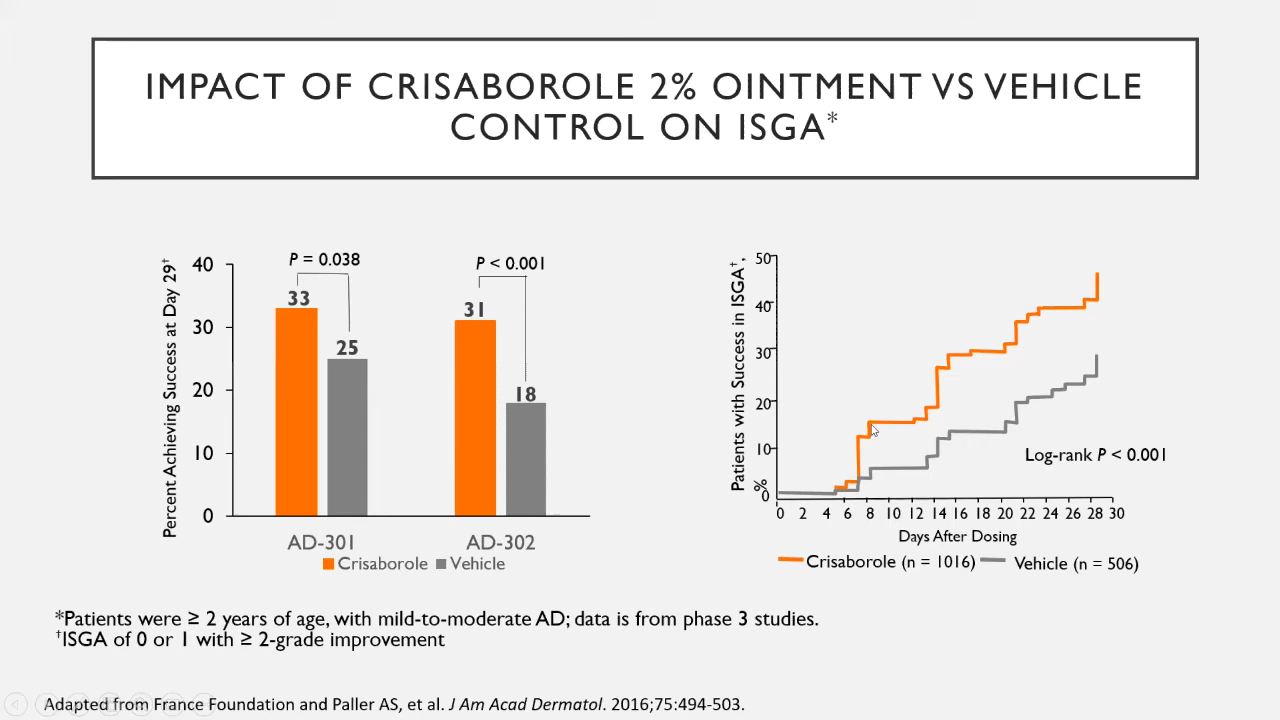 IMPACT OF CRISABOROLE 2% OINTMENT VS VEHICLE
CONTROL ON ISGA*
Percent Achieving Success at Day 29†
40
30
20
10
0
P = 0.038
33
25
P < 0.001
31
18
AD-301
AD-302
Crisaborole
Vehicle
Patients with Success in ISGA†,
%
50
40
30
20
10
0
Log-rank P < 0.001
0 2 4 6 8 10 12 14 16 18 20 22 24 26 28 30
Days After Dosing
Crisaborole (n = 1016)
Vehicle (n = 506)
*Patients were ≥ 2 years of age, with mild-to-moderate AD; data is from phase 3 studies.
†ISGA of 0 or 1 with ≥ 2-grade improvement
Adapted from France Foundation and Paller AS, et al. J Am Acad Dermatol. 2016;75:494-503.